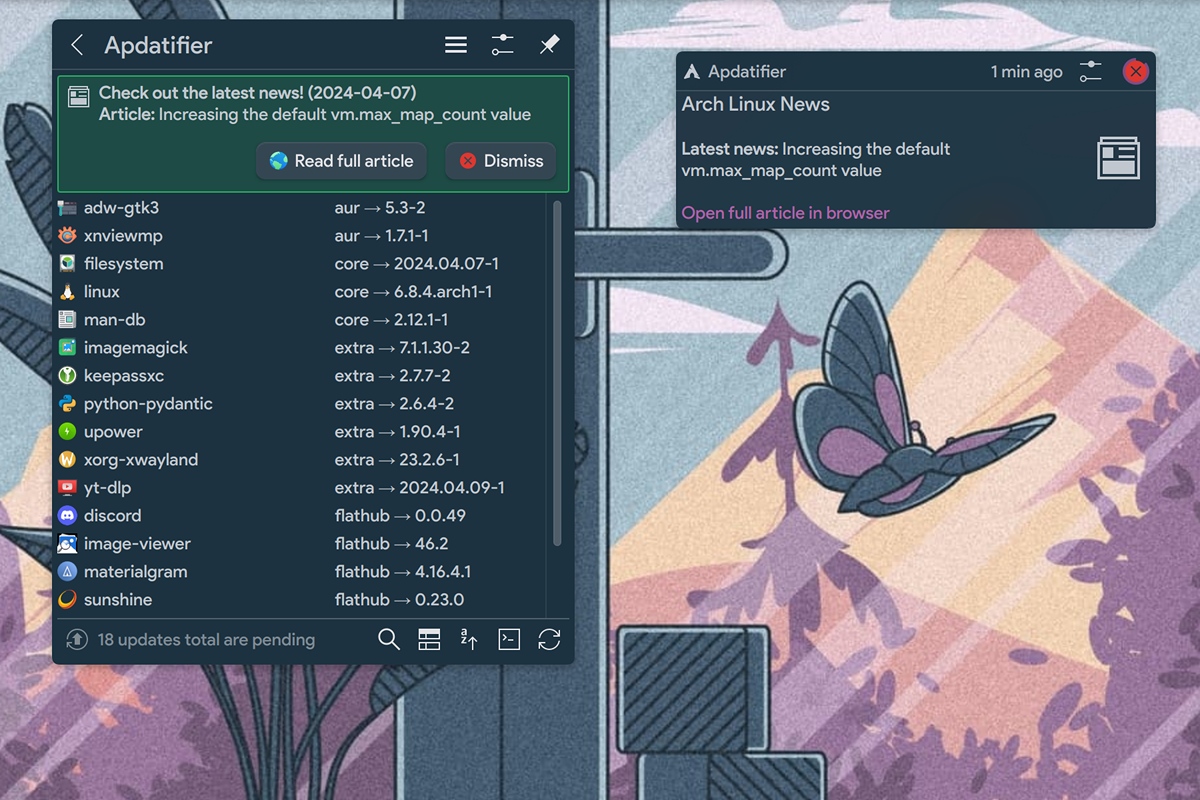 Apdatifier
Check out the latest news! (2024-04-07)
Article: Increasing the default vm.max_map_count value
Read full article
Dismiss
adw-gtk3 aur → 5.3-2
xnviewmp aur → 1.7.1-1
filesystem core → 2024.04.07-1
linux core → 6.8.4.arch1-1
man-db core → 2.12.1-1
imagemagick extra → 7.1.1.30-2
keepassxc extra → 2.7.7-2
python-pydantic extra → 2.6.4-2
upower extra → 1.90.4-1
xorg-xwayland extra → 23.2.6-1
yt-dlp extra → 2024.04.09-1
discord flathub → 0.0.49
image-viewer flathub → 46.2
materialgram flathub → 4.16.4.1
sunshine flathub → 0.23.0
18 updates total are pending
Apdatifier 1 min ago
Arch Linux News
Latest news: Increasing the default
vm.max_map_count value
Open full article in browser